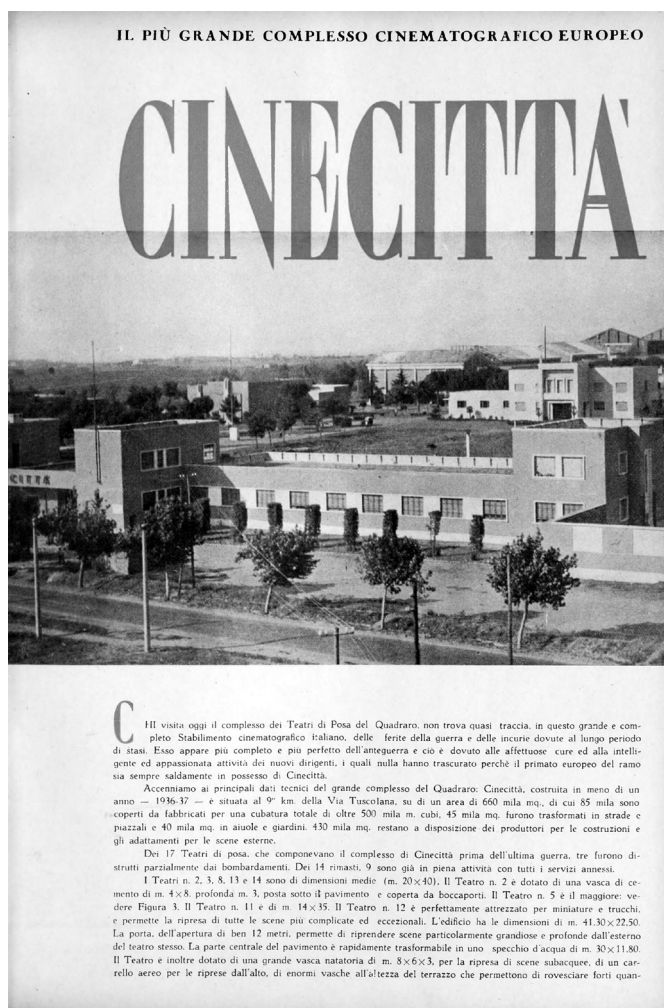 IL PIÙ GRANDE COMPLESSO CINEMATOGRAFICO EUROPEO
CINECITTÀ
CITTÀ
CHI visita oggi il complesso dei Teatri di Posa del Quadraro, non trova quasi traccia, in questo grande e com-
pleto Stabilimento cinematografico italiano, delle ferite della guerra e delle incurie dovute al lungo periodo
di stasi. Esso appare più completo e più perfetto dell'anteguerra e ciò è dovuto alle affettuose cure ed alla intelli-
gente ed appassionata attività dei nuovi dirigenti, i quali nulla hanno trascurato perchè il primato europeo del ramo
sia sempre saldamente in possesso di Cinecittà.
Accenniamo ai principali dati tecnici del grande complesso del Quadraro: Cinecittà, costruita in meno di un
anno — 1936-37 — è situata al 9° km. della Via Tuscolana, su di un area di 660 mila mq., di cui 85 mila sono
coperti da fabbricati per una cubatura totale di oltre 500 mila m. cubi, 45 mila mq. furono trasformati in strade e
piazzali e 40 mila mq. in aiuole e giardini. 430 mila mq. restano a disposizione dei produttori per le costruzioni e
gli adattamenti per le scene esterne.
Dei 17 Teatri di posa, che componevano il complesso di Cinecittà prima dell'ultima guerra, tre furono di-
strutti parzialmente dai bombardamenti. Dei 14 rimasti, 9 sono già in piena attività con tutti i servizi annessi.
I Teatri n. 2, 3, 8, 13 e 14 sono di dimensioni medie (m. 20×40). Il Teatro n. 2 è dotato di una vasca di ce-
mento di m. 4×8, profonda m. 3, posta sotto il pavimento e coperta da boccaporti. Il Teatro n. 5 è il maggiore: ve-
dere Figura 3. Il Teatro n. 11 è di m. 14×35. Il Teatro n. 12 è perfettamente attrezzato per miniature e trucchi,
e permette la ripresa di tutte le scene più complicate ed eccezionali. L'edificio ha le dimensioni di m. 41.30×22.50.
La porta, dell'apertura di ben 12 metri, permette di riprendere scene particolarmente grandiose e profonde dall'esterno
del teatro stesso. La parte centrale del pavimento è rapidamente trasformabile in uno specchio d'acqua di m. 30×11.80.
Il Teatro è inoltre dotato di una grande vasca natatoria di m. 8×6×3, per la ripresa di scene subacquee, di un car-
rello aereo per le riprese dall'alto, di enormi vasche all'altezza del terrazzo che permettono di rovesciare forti quan-